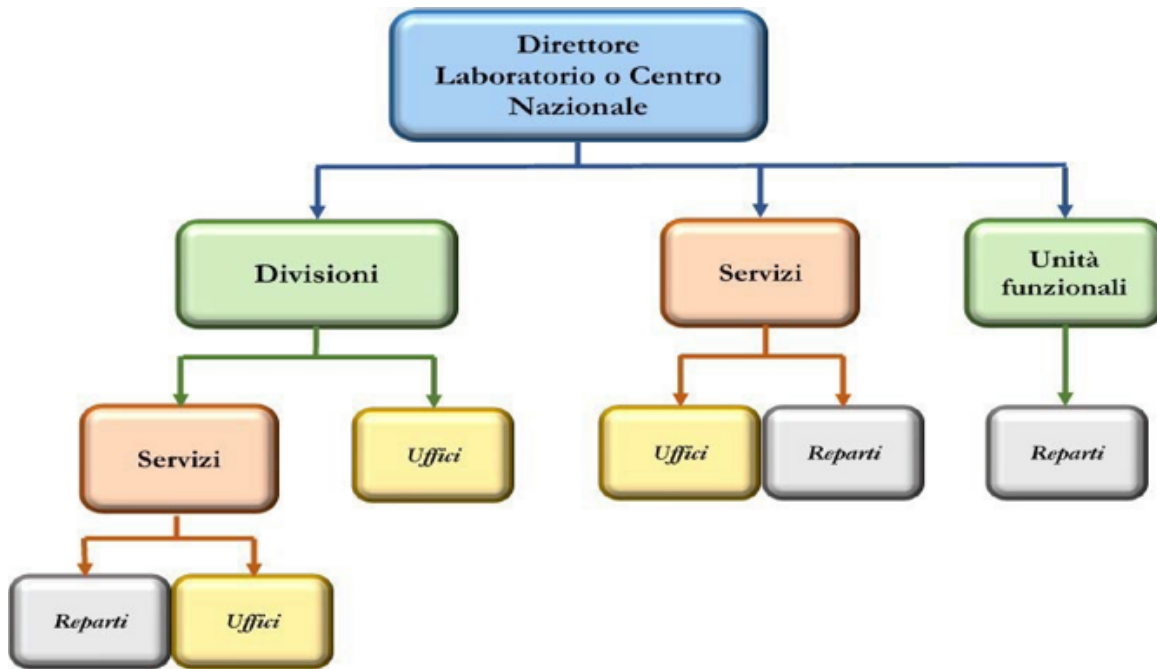 Direttore
Laboratorio o Centro
Nazionale
Divisioni
Servizi
Unità
funzionali
Servizi
Uffici
Uffici
Reparti
Reparti
Reparti
Uffici